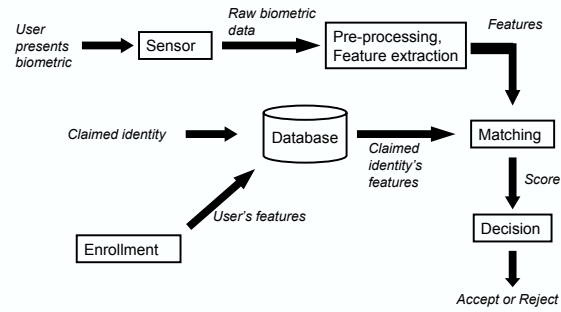 User
presents
biometric
Sensor
Raw biometric
data
Pre-processing,
Feature extraction
Features
Claimed identity
Database
Claimed
identity's
features
Matching
User's features
Score
Enrollment
Decision
Accept or Reject